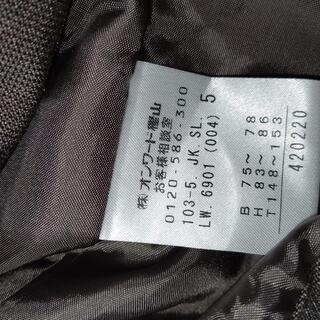 (株)オンワード樫山
お客様相談室
0120-586-300
103-5. JK. SL. 5
LW. 6901 (004)
B 75~ 78
H 83~ 86
T148~153
420220